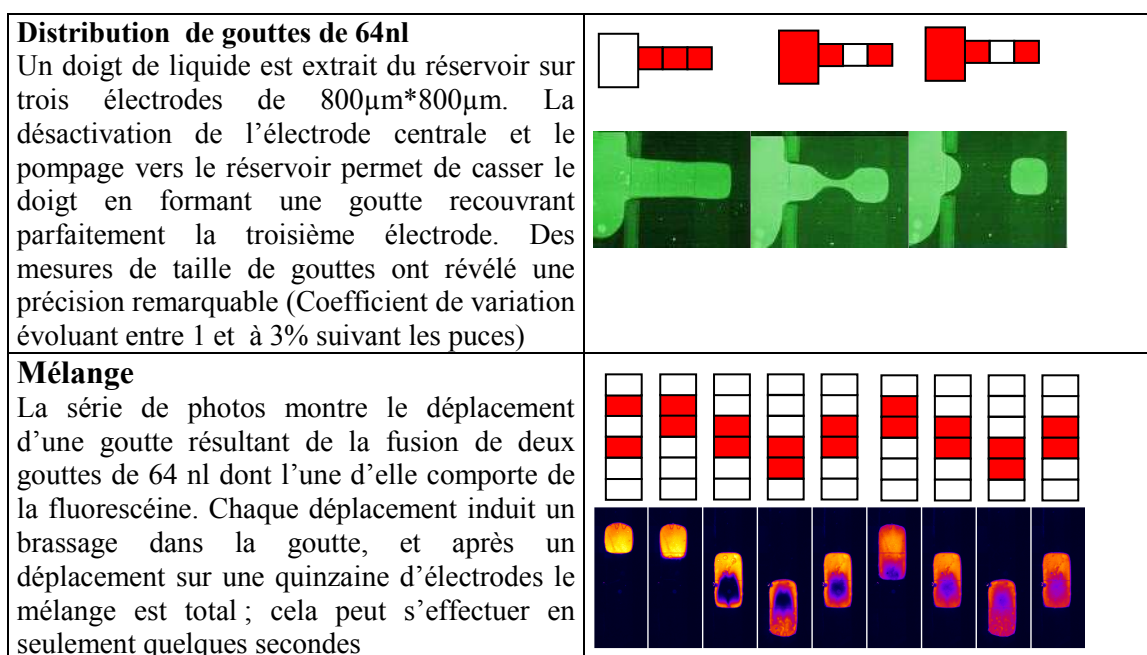 Distribution de gouttes de 64nl
Un doigt de liquide est extrait du réservoir sur
trois électrodes de 800µm*800µm. La
désactivation de l'électrode centrale et le
pompage vers le réservoir permet de casser le
doigt en formant une goutte recouvrant
parfaitement la troisième électrode. Des
mesures de taille de gouttes ont révélé une
précision remarquable (Coefficient de variation
évoluant entre 1 et à 3% suivant les puces)
Mélange
La série de photos montre le déplacement
d'une goutte résultant de la fusion de deux
gouttes de 64 nl dont l'une d'elle comporte de
la fluorescéine. Chaque déplacement induit un
brassage dans la goutte, et après un
déplacement sur une quinzaine d'électrodes le
mélange est total ; cela peut s'effectuer en
seulement quelques secondes